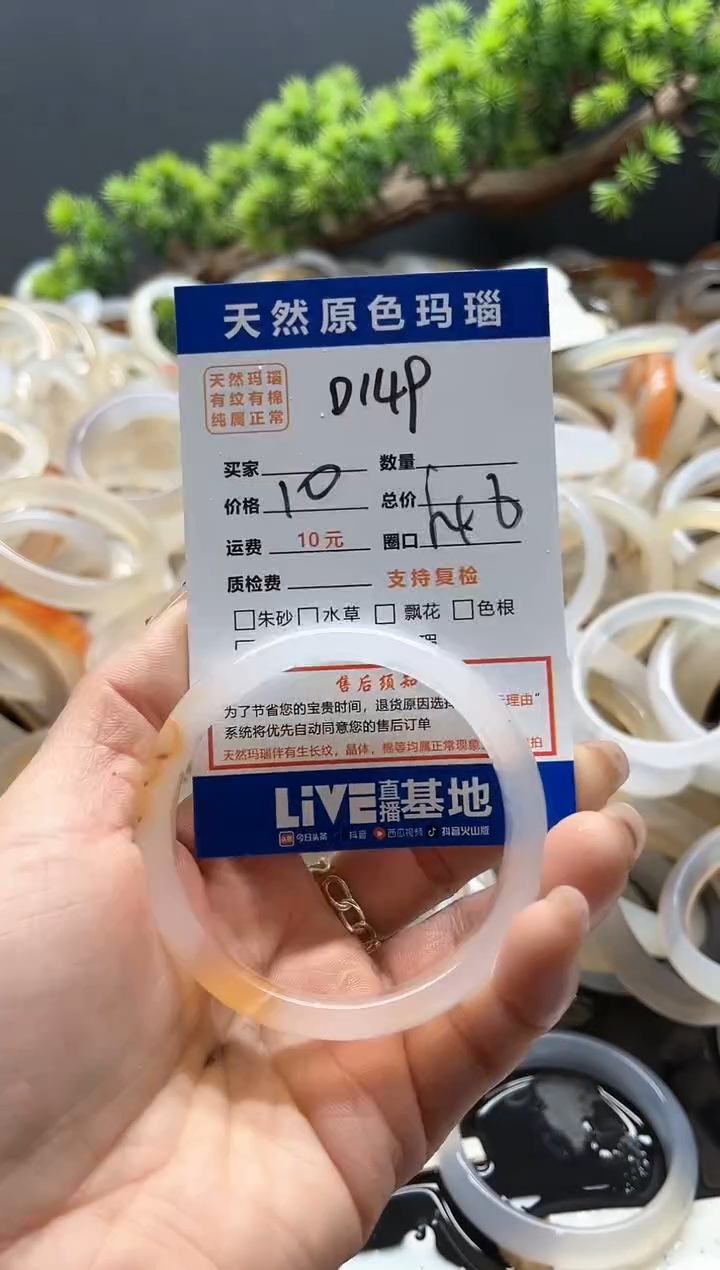 天然原色玛瑙
天然玛瑙
有纹有棉
纯属正常
D149
买家 数量
价格 10 总价
运费 10元 圈口
质检费 支持复检
朱砂 水草 飘花 色根
售后须知
为了节省您的宝贵时间，退货原因选择 理由"
系统将优先自动同意您的售后订单
天然玛瑙伴有生长纹，晶体，棉等均属正常现象 拍
LiVE直播基地
头条 今日头条 抖音 西瓜视频 抖音火山版